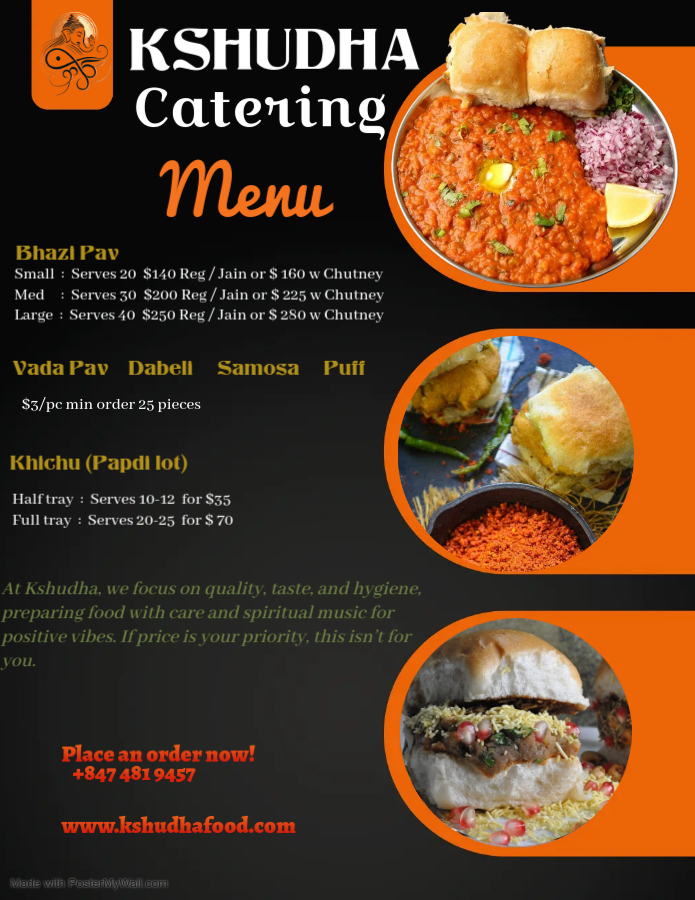 KSHUDHA
Catering
Menu
Bhazi Pav
Small : Serves 20 $140 Reg / Jain or $ 160 w Chutney
Med : Serves 30 $200 Reg / Jain or $ 225 w Chutney
Large : Serves 40 $250 Reg / Jain or $ 280 w Chutney
Vada Pav Dabeli Samosa Puff
$3/pc min order 25 pieces
Khichu (Papdi lot)
Half tray : Serves 10-12 for $35
Full tray : Serves 20-25 for $ 70
At Kshudha, we focus on quality, taste, and hygiene,
preparing food with care and spiritual music for
positive vibes. If price is your priority, this isn't for
you.
Place an order now!
+847 481 9457
www.kshudhafood.com
Made with PosterMyWall.com